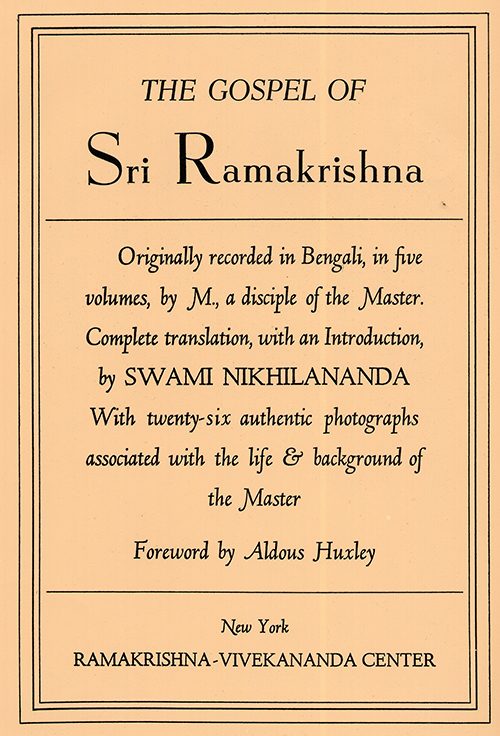 THE GOSPEL OF
Sri Ramakrishna
Originally recorded in Bengali, in five
volumes, by M., a disciple of the Master.
Complete translation, with an Introduction,
by SWAMI NIKHILANANDA
With twenty-six authentic photographs
associated with the life & background of
the Master
Foreword by Aldous Huxley
New York
RAMAKRISHNA-VIVEKANANDA CENTER